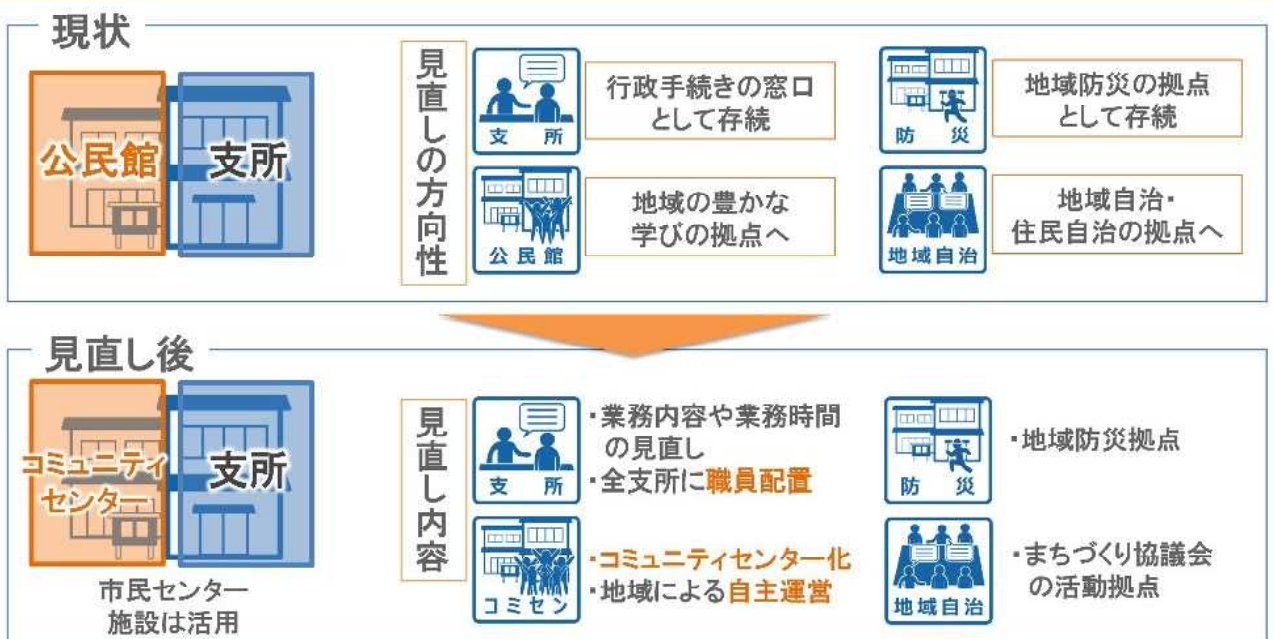 現状
公民館
支所
見直しの方向性
支所
行政手続きの窓口
として存続
防災
地域防災の拠点
として存続
公民館
地域の豊かな
学びの拠点へ
地域自治
地域自治・
住民自治の拠点へ
見直し後
コミュニティ
センター
支所
市民センター
施設は活用
見直し内容
支所
・業務内容や業務時間
の見直し
・全支所に職員配置
防災
・地域防災拠点
コミセン
・コミュニティセンター化
・地域による自主運営
地域自治
・まちづくり協議会
の活動拠点